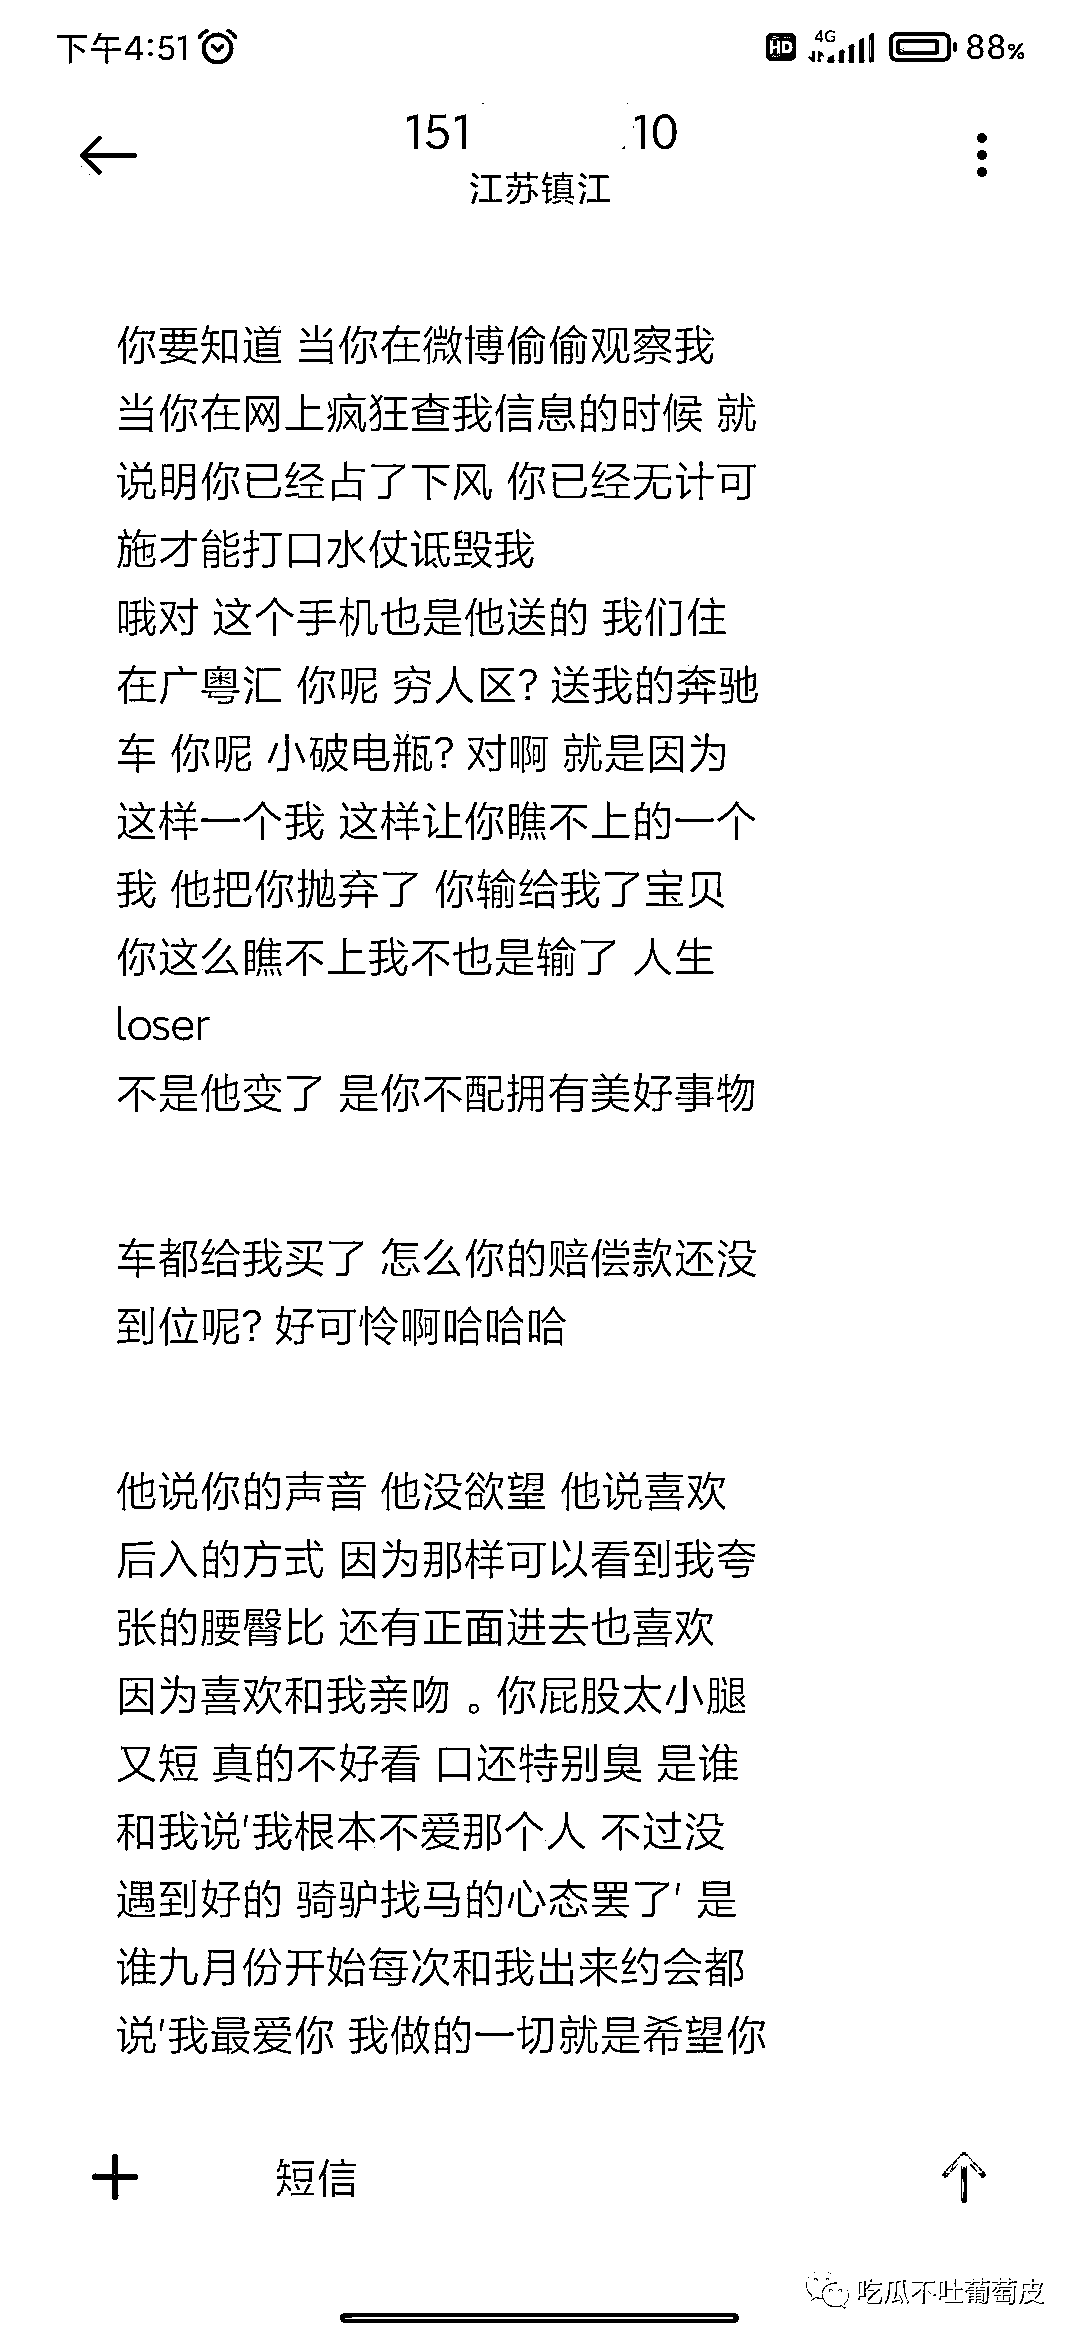 下午4:51
HD 4G 88%
151 10
江苏镇江
你要知道 当你在微博偷偷观察我
当你在网上疯狂查我信息的时候 就
说明你已经占了下风 你已经无计可
施才能打口水仗诋毁我
哦对 这个手机也是他送的 我们住
在广粤汇 你呢 穷人区? 送我的奔驰
车 你呢 小破电瓶? 对啊 就是因为
这样一个我 这样让你瞧不上的一个
我 他把你抛弃了 你输给我了宝贝
你这么瞧不上我不也是输了 人生
loser
不是他变了 是你不配拥有美好事物
车都给我买了 怎么你的赔偿款还没
到位呢? 好可怜啊哈哈哈
他说你的声音 他没欲望 他说喜欢
后入的方式 因为那样可以看到我夸
张的腰臀比 还有正面进去也喜欢
因为喜欢和我亲吻 。你屁股太小腿
又短 真的不好看 口还特别臭 是谁
和我说'我根本不爱那个人 不过没
遇到好的 骑驴找马的心态罢了' 是
谁九月份开始每次和我出来约会都
说'我最爱你 我做的一切就是希望你
短信
吃瓜不吐葡萄皮